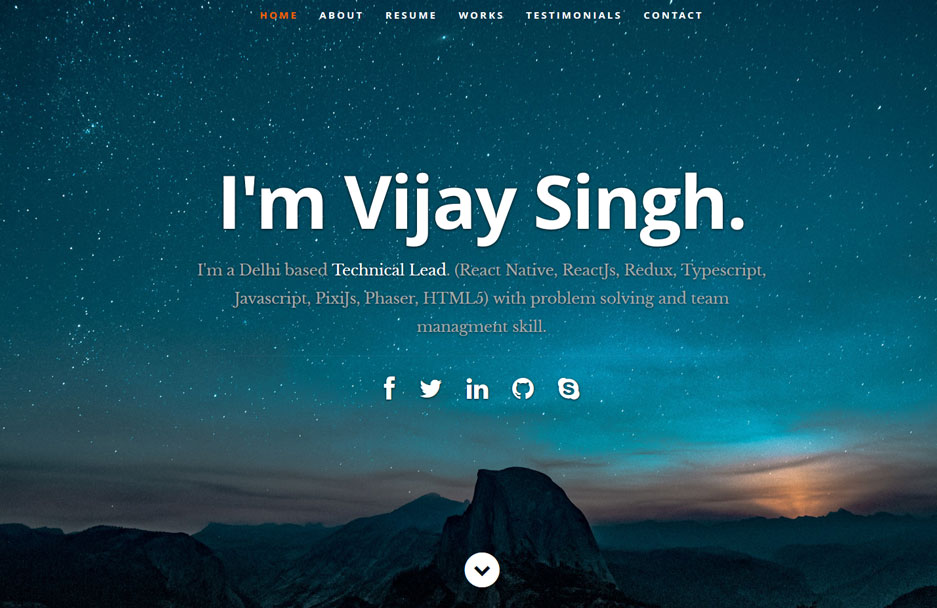 HOME ABOUT RESUME WORKS TESTIMONIALS CONTACT
I'm Vijay Singh.
I'm a Delhi based Technical Lead. (React Native, ReactJs, Redux, Typescript,
Javascript, PixiJs, Phaser, HTML5) with problem solving and team
managment skill.